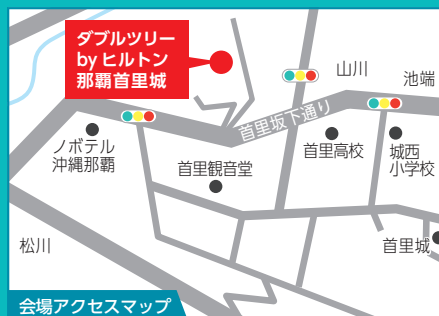 ダブルツリー
by ヒルトン
那覇首里城
山川
池端
首里坂下通り
ノボテル
沖縄那覇
首里観音堂
首里高校
城西
小学校
松川
首里城
会場アクセスマップ